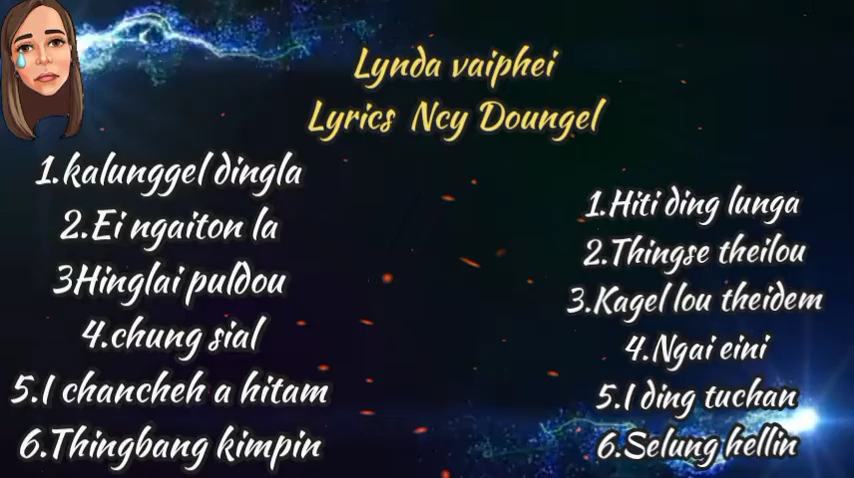 Lynda vaiphei
Lyrics Ncy Doungel
1.kalunggel dingla
2.Ei ngaiton la
3Hinglai puldou
4.chung sial
5.I chancheh a hitam
6.Thingbang kimpin
1.Hiti ding lunga
2.Thingse theilou
3.Kagel lou theidem
4.Ngai eini
5.I ding tuchan
6.Selung hellin